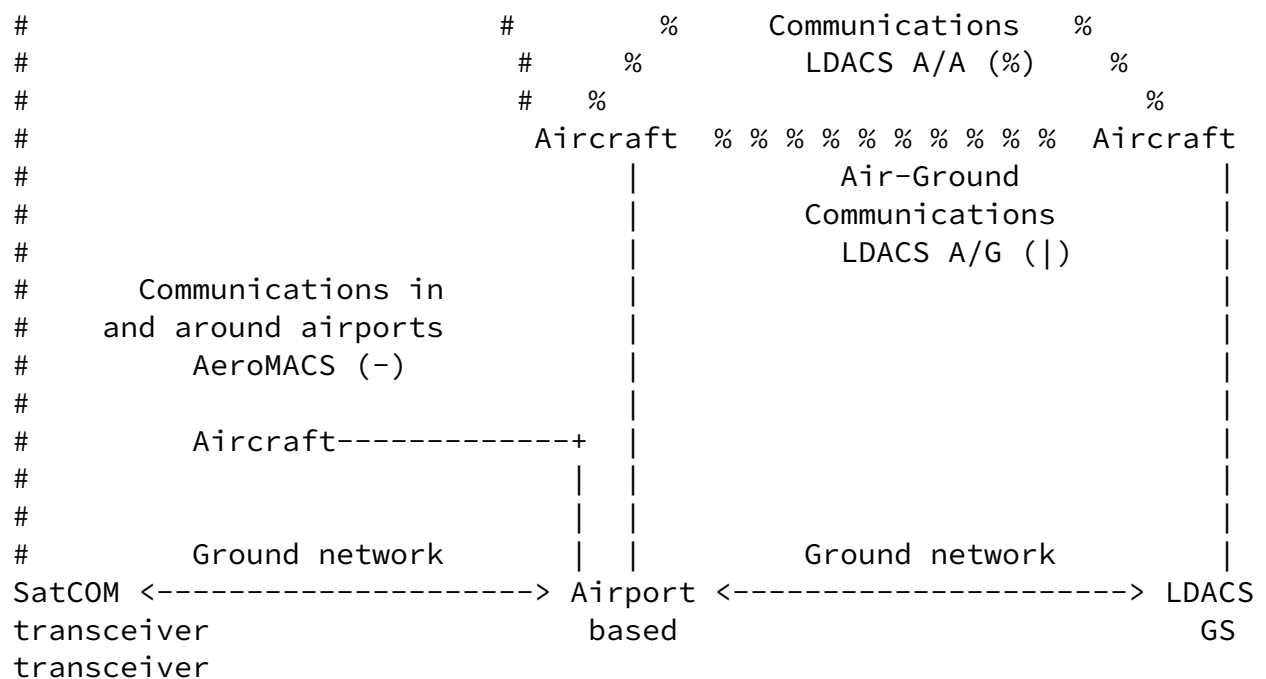 #                          #        %     Communications   %
#                           #     %         LDACS A/A (%)    %
#                           #   %                              %
#                            Aircraft  % % % % % % % % % %  Aircraft
#                                 |           Air-Ground           |
#                                 |         Communications         |
#                                 |           LDACS A/G (|)        |
#      Communications in          |                                |
#    and around airports          |                                |
#         AeroMACS (-)            |                                |
#                                 |                                |
#         Aircraft-------------+  |                                |
#                              |  |                                |
#                              |  |                                |
#         Ground network       |  |         Ground network         |
SatCOM <---------------------> Airport <----------------------> LDACS
transceiver                     based                             GS
transceiver